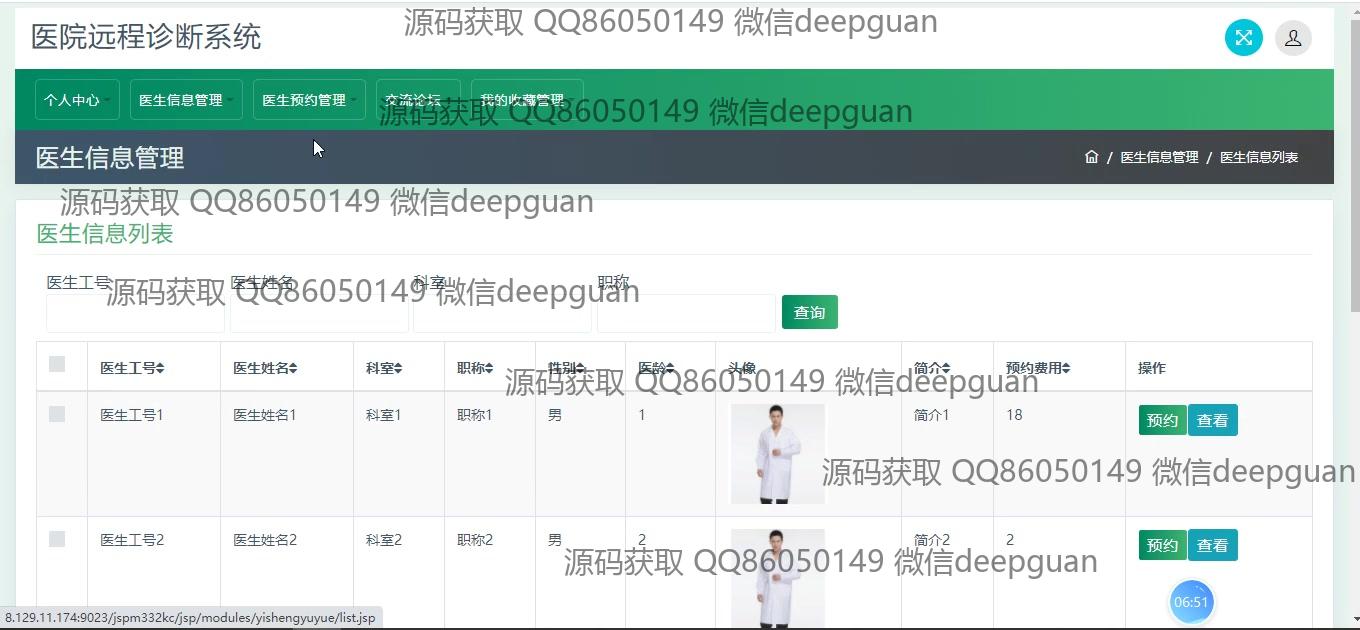 源码获取 QQ86050149 微信deepguan
医院远程诊断系统
个人中心 医生信息管理 医生预约管理 交流论坛 我的收藏管理
源码获取 QQ86050149 微信deepguan
医生信息管理
/ 医生信息管理 / 医生信息列表
源码获取 QQ86050149 微信deepguan
医生信息列表
医生工号 医生姓名 科室 职称
源码获取 QQ86050149 微信deepguan
查询
医生工号 医生姓名 科室 职称 性别 医龄 头像 简介 预约费用 操作
源码获取 QQ86050149 微信deepguan
医生工号1 医生姓名1 科室1 职称1 男 1 简介1 18 预约 查看
源码获取 QQ86050149 微信deepguan
医生工号2 医生姓名2 科室2 职称2 男 2 简介2 2 预约 查看
源码获取 QQ86050149 微信deepguan
06:51
8.129.11.174:9023/jspm332kc/jsp/modules/yishengyuyue/list.jsp